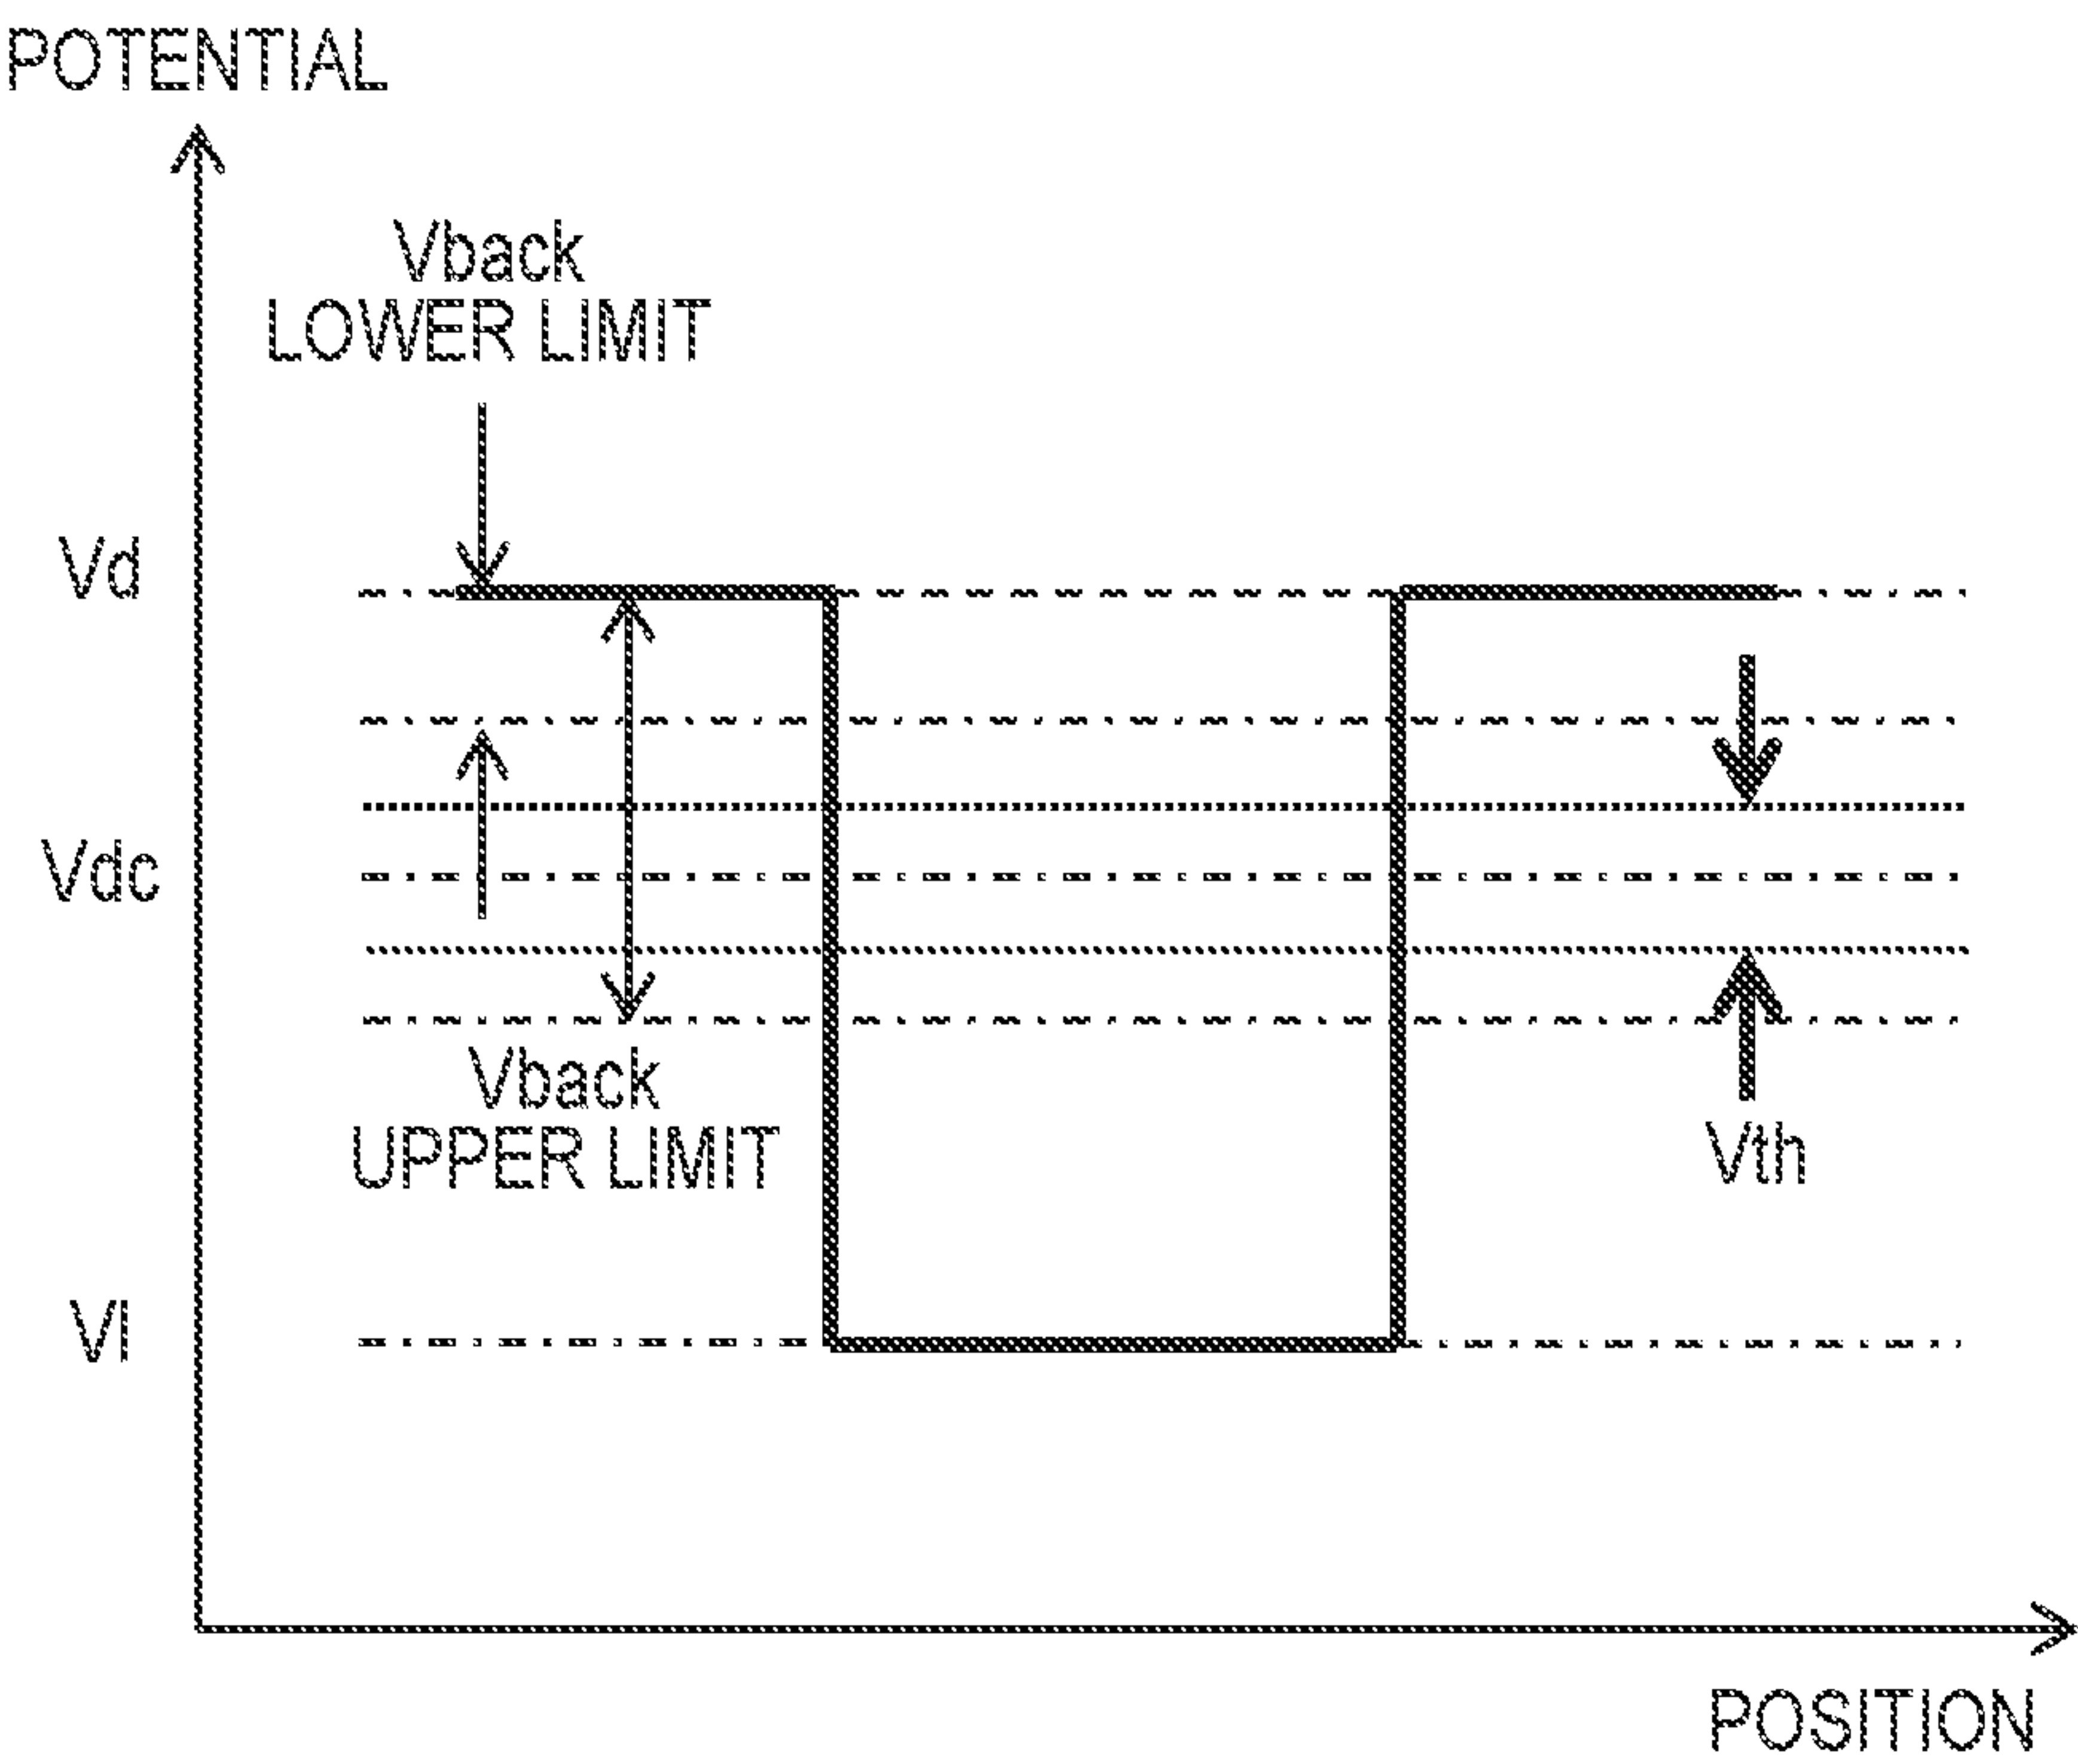 POTENTIAL
Vback
LOWER LIMIT
Vd
Vdc
Vback
UPPER LIMIT
Vth
Vl
POSITION